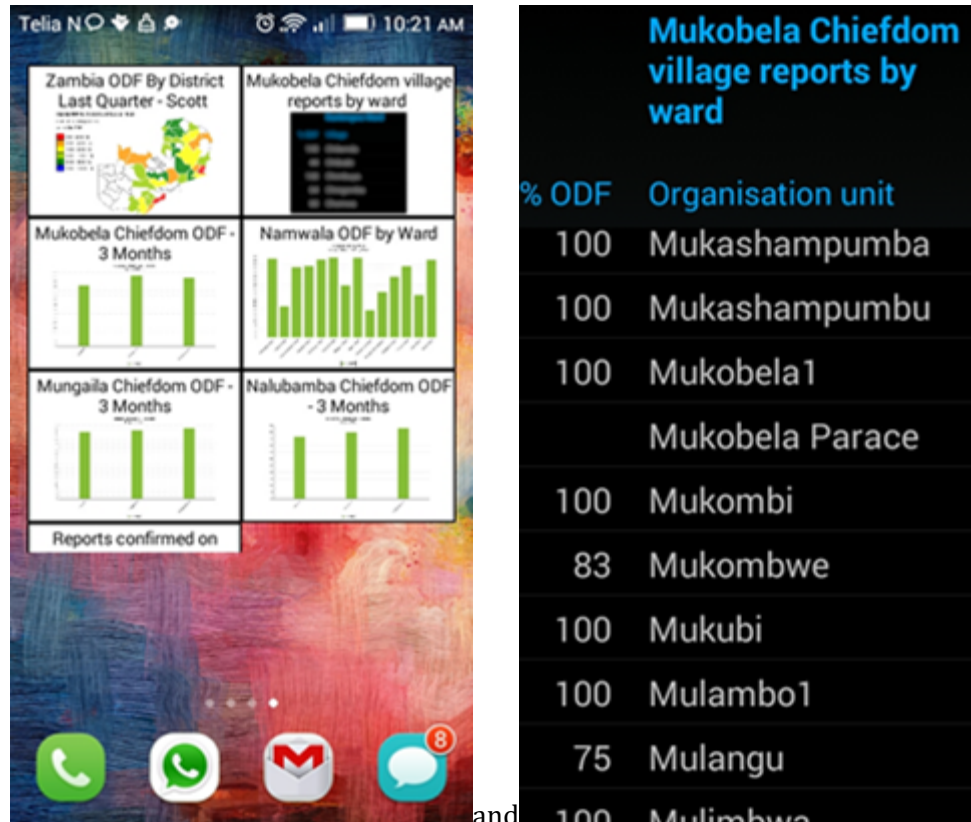 Telia N 10:21 AM
Zambia ODF By District
Last Quarter - Scott
Mukobela Chiefdom village
reports by ward
Mukobela Chiefdom ODF -
3 Months
Namwala ODF by Ward
Mungaila Chiefdom ODF -
3 Months
Nalubamba Chiefdom ODF
- 3 Months
Reports confirmed on
8
and
Mukobela Chiefdom
village reports by
ward
% ODF Organisation unit
100 Mukashampumba
100 Mukashampumbu
100 Mukobela1
Mukobela Parace
100 Mukombi
83 Mukombwe
100 Mukubi
100 Mulambo1
75 Mulangu
100 Mulimbwa